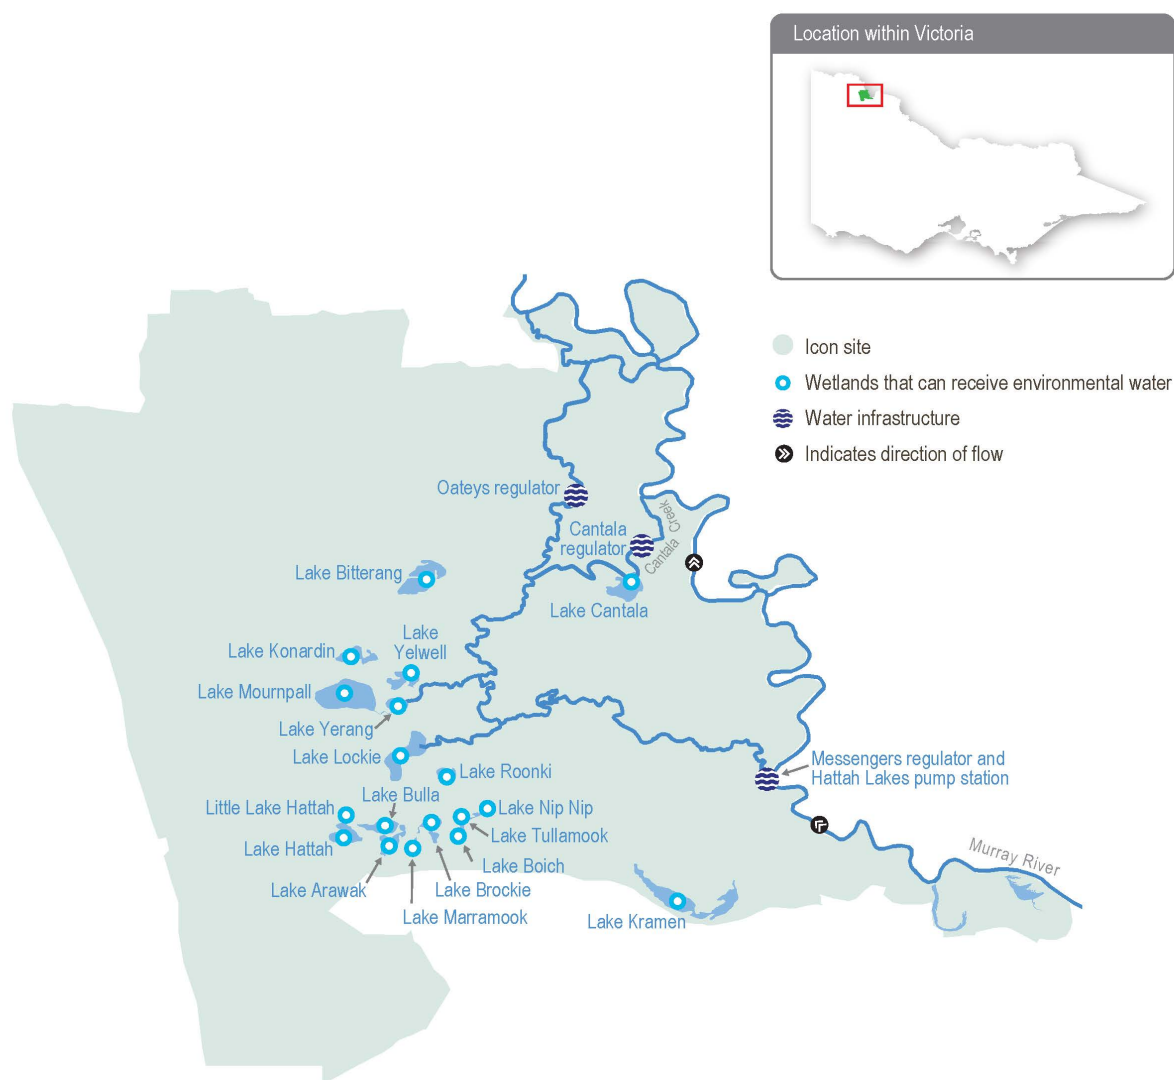 Location within Victoria
Icon site
Wetlands that can receive environmental water
Water infrastructure
Indicates direction of flow
Oateys regulator
Cantala
regulator
Cantala Creek
Lake Bitterang
Lake Cantala
Lake Konardin
Lake
Yelwell
Lake Mournpall
Lake Yerang
Lake Lockie
Lake Roonki
Messengers regulator and
Hattah Lakes pump station
Little Lake Hattah
Lake Bulla
Lake Nip Nip
Lake Tullamook
Lake Hattah
Lake Boich
Lake Arawak
Lake Brockie
Lake Marramook
Lake Kramen
Murray River